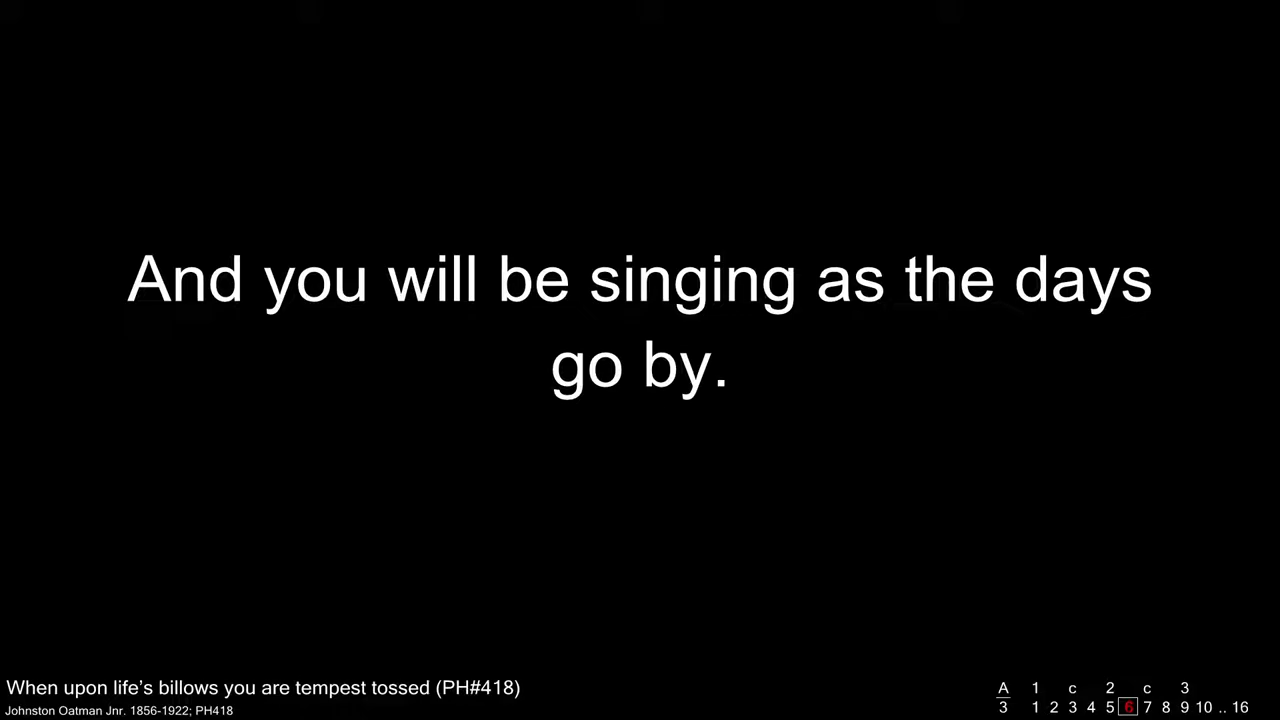 And you will be singing as the days
go by.
When upon life’s billows you are tempest tossed (PH#418)
Johnston Oatman Jnr. 1856-1922; PH418
A 1 c 2 c 3
3 1 2 3 4 5 6 7 8 9 10 .. 16